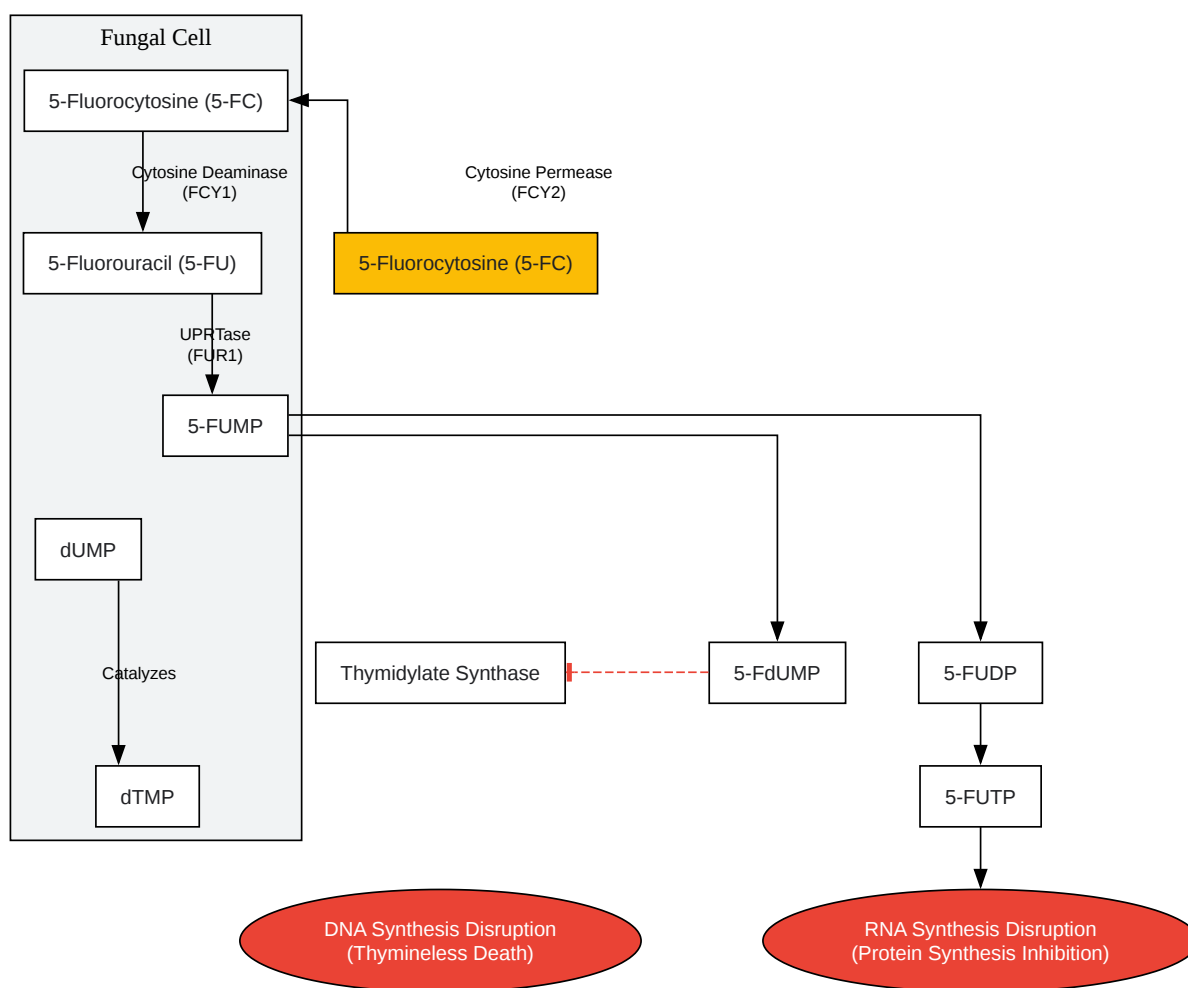 Fungal Cell
5-Fluorocytosine (5-FC)
Cytosine Deaminase
(FCY1)
Cytosine Permease
(FCY2)
5-Fluorouracil (5-FU)
5-Fluorocytosine (5-FC)
UPRTase
(FUR1)
5-FUMP
dUMP
Catalyzes
Thymidylate Synthase
5-FdUMP
5-FUDP
dTMP
5-FUTP
DNA Synthesis Disruption
(Thymineless Death)
RNA Synthesis Disruption
(Protein Synthesis Inhibition)